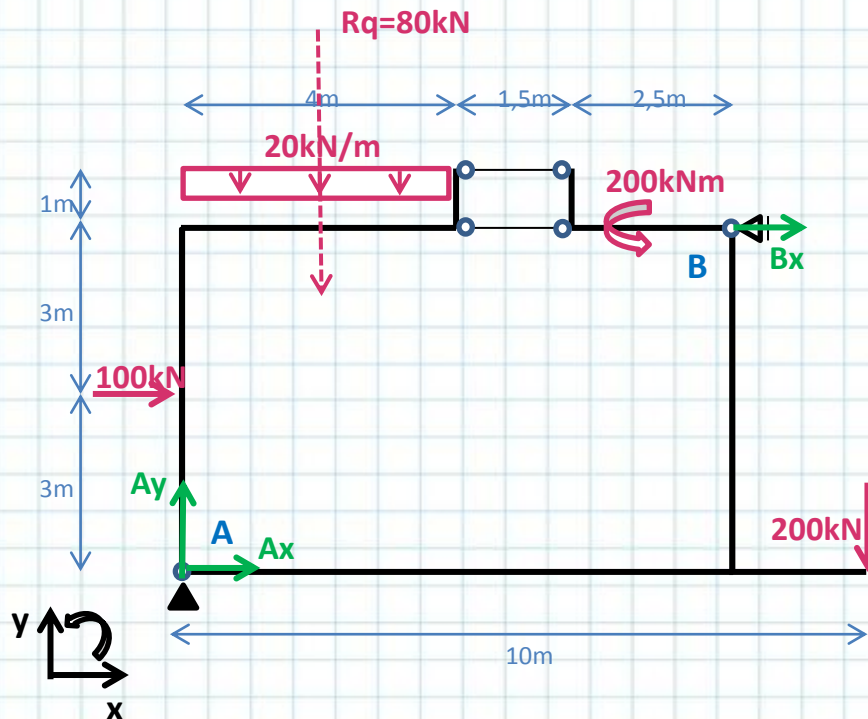 Rq=80kN
4m
1,5m
2,5m
20kN/m
200kNm
1m
B
Bx
3m
100kN
3m
Ay
A
Ax
200kN
y
10m
x